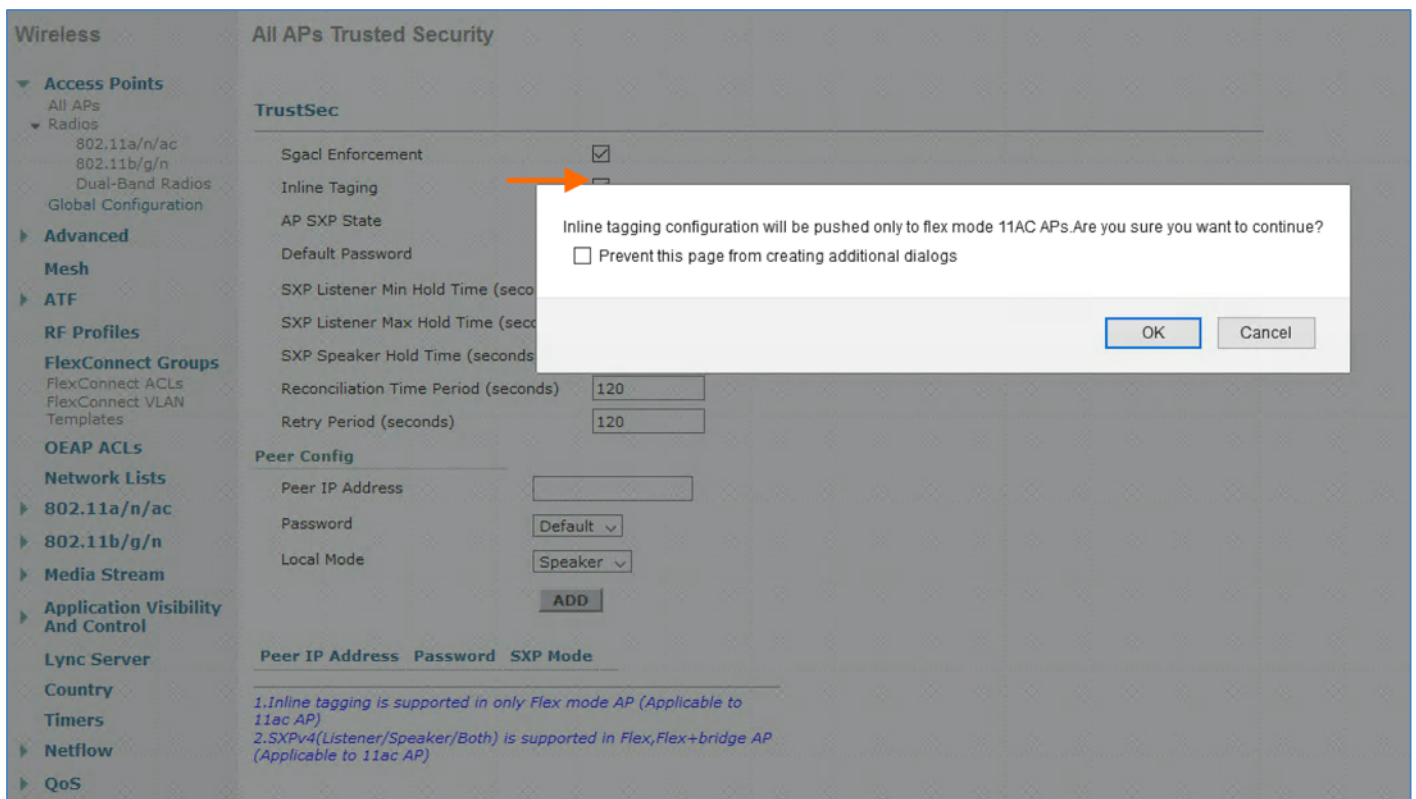 Wireless
Access Points
All APs
Radios
802.11a/n/ac
802.11b/g/n
Dual-Band Radios
Global Configuration
Advanced
Mesh
ATF
RF Profiles
FlexConnect Groups
FlexConnect ACLs
FlexConnect VLAN
Templates
OEAP ACLs
Network Lists
802.11a/n/ac
802.11b/g/n
Media Stream
Application Visibility
And Control
Lync Server
Country
Timers
Netflow
QoS
All APs Trusted Security
TrustSec
Sgacl Enforcement
Inline Taging
AP SXP State
Default Password
SXP Listener Min Hold Time (seco
SXP Listener Max Hold Time (seco
SXP Speaker Hold Time (seconds
Reconciliation Time Period (seconds) 120
Retry Period (seconds) 120
Inline tagging configuration will be pushed only to flex mode 11AC APs.Are you sure you want to continue?
Prevent this page from creating additional dialogs
OK Cancel
Peer Config
Peer IP Address
Password Default
Local Mode Speaker
ADD
Peer IP Address Password SXP Mode
1.Inline tagging is supported in only Flex mode AP (Applicable to
11ac AP)
2.SXPv4(Listener/Speaker/Both) is supported in Flex,Flex+bridge AP
(Applicable to 11ac AP)